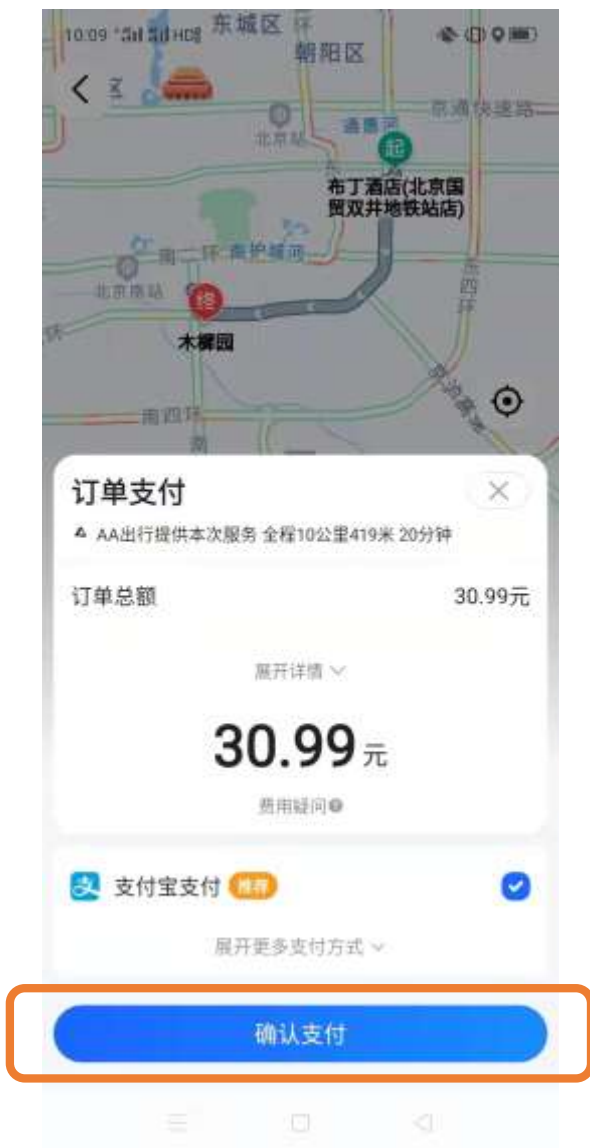 10:09
东城区
朝阳区
京通快速路
北京站
通惠河
起
布丁酒店(北京国
贸双井地铁站店)
南二环
南护城河
东四环
北京南站
终
木樨园
南四环
京沪高速
订单支付
AA出行提供本次服务 全程10公里419米 20分钟
订单总额
30.99元
展开详情
30.99元
费用疑问
支付宝支付 推荐
展开更多支付方式
确认支付